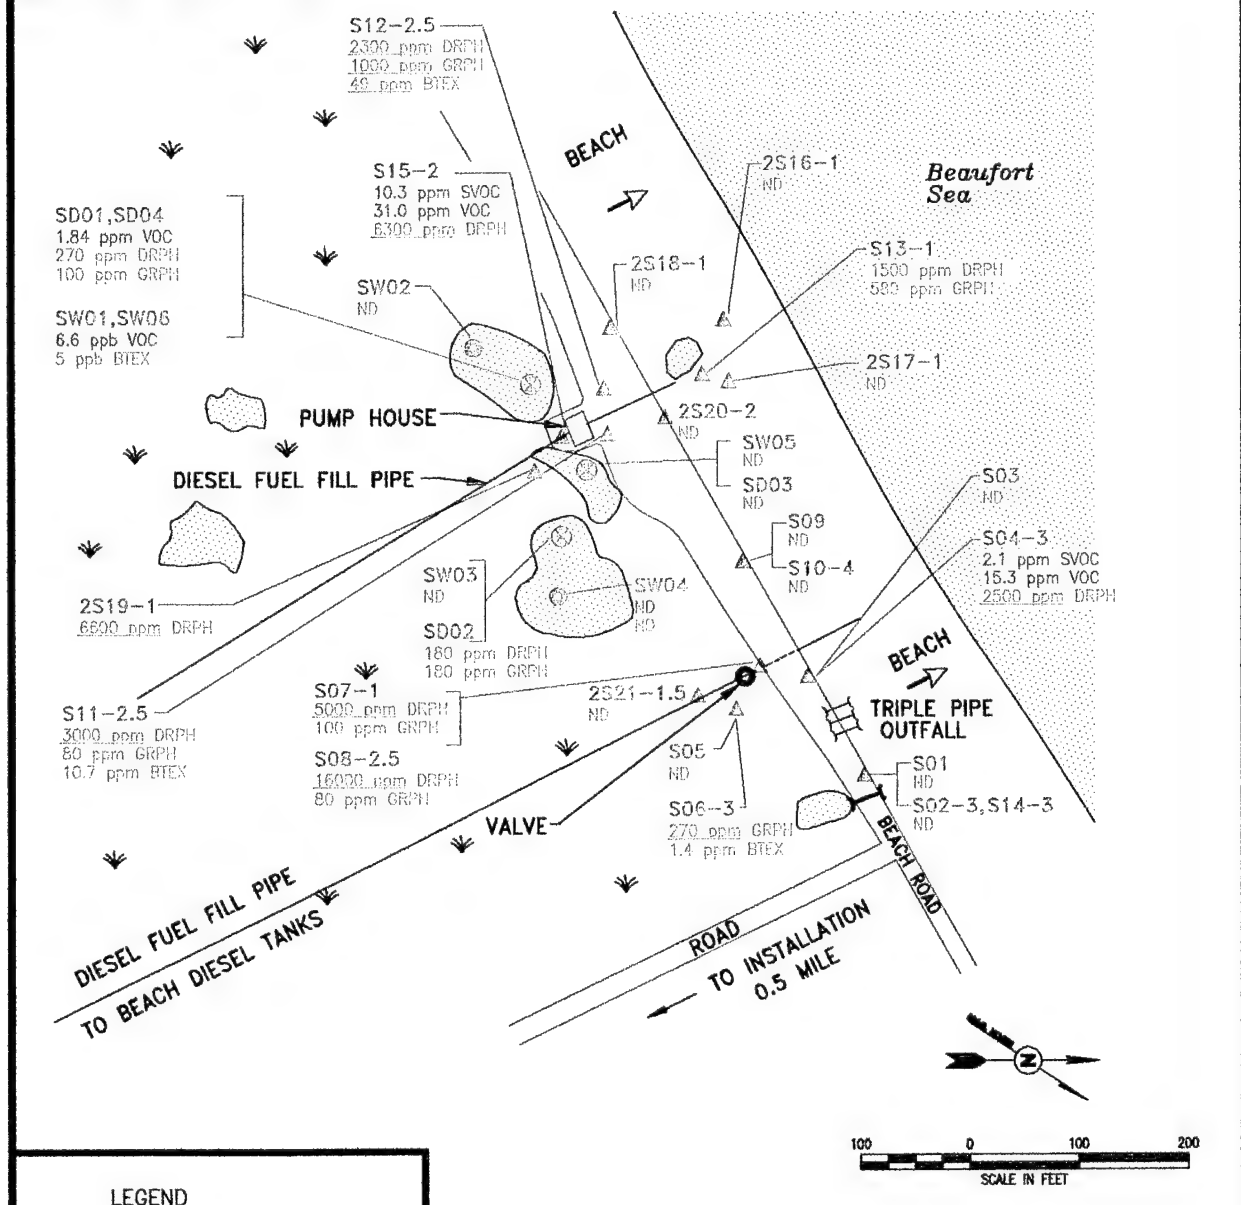 S12-2.5
2300 ppm DRPH
1000 ppm GRPH
49 ppm BTEX
BEACH
S15-2
10.3 ppm SVOC
31.0 ppm VOC
6300 ppm DRPH
2S16-1
ND
Beaufort
Sea
SD01,SD04
1.84 ppm VOC
270 ppm DRPH
100 ppm GRPH
SW01,SW06
6.6 ppb VOC
5 ppb BTEX
SW02
ND
2S18-1
ND
S13-1
1500 ppm DRPH
580 ppm GRPH
2S17-1
ND
PUMP HOUSE
2S20-2
ND
DIESEL FUEL FILL PIPE
SW05
ND
SD03
ND
S03
ND
S09
ND
S10-4
ND
S04-3
2.1 ppm SVOC
15.3 ppm VOC
2500 ppm DRPH
2S19-1
6600 ppm DRPH
SW03
ND
SD02
180 ppm DRPH
180 ppm GRPH
SW04
ND
ND
BEACH
S11-2.5
3000 ppm DRPH
80 ppm GRPH
10.7 ppm BTEX
S07-1
5000 ppm DRPH
100 ppm GRPH
S08-2.5
16000 ppm DRPH
80 ppm GRPH
2S21-1.5
ND
TRIPLE PIPE
OUTFALL
S05
ND
S06-3
270 ppm GRPH
1.4 ppm BTEX
S01
ND
S02-3,S14-3
ND
VALVE
BEACH ROAD
DIESEL FUEL FILL PIPE
TO BEACH DIESEL TANKS
ROAD
TO INSTALLATION
0.5 MILE
N
100 0 100 200
SCALE IN FEET
LEGEND